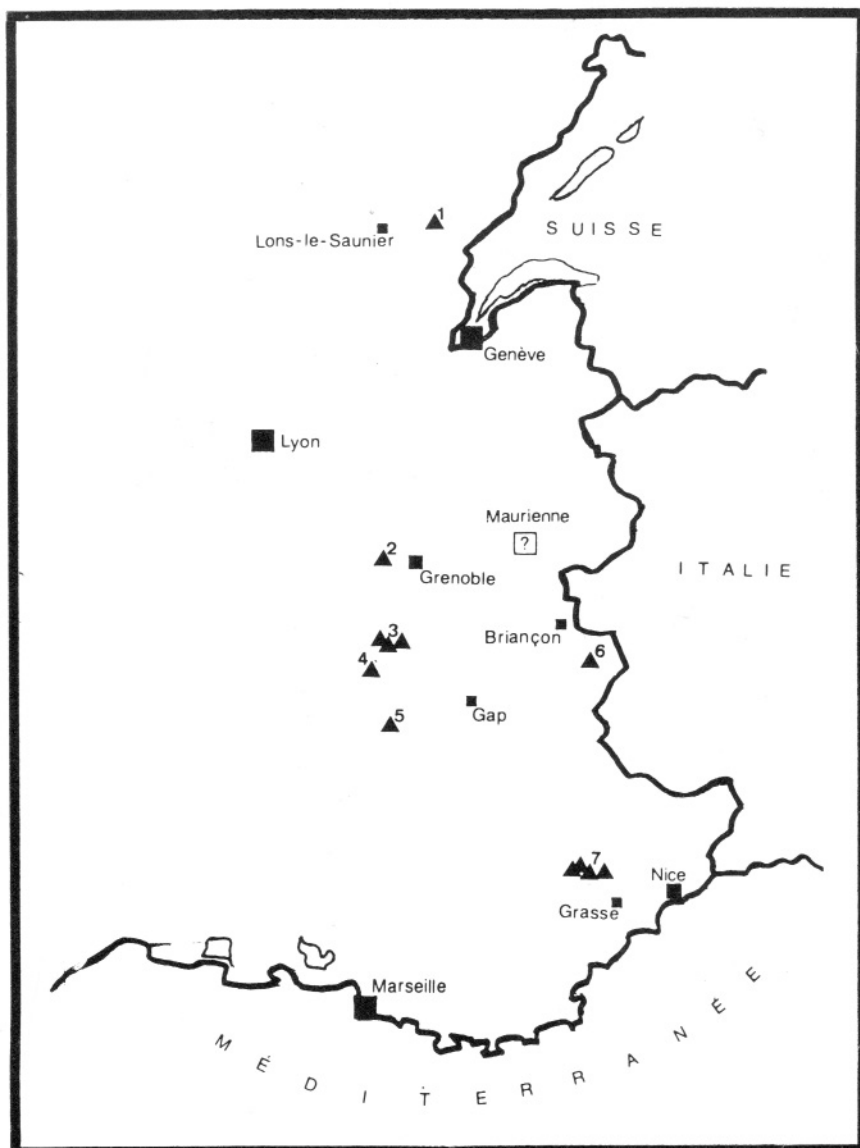 1
Lons-le-Saunier
SUISSE
Genève
Lyon
Maurienne
?
2
Grenoble
ITALIE
3
Briançon
6
4
Gap
5
7
Nice
Grasse
Marseille
MÉDITERRANÉE